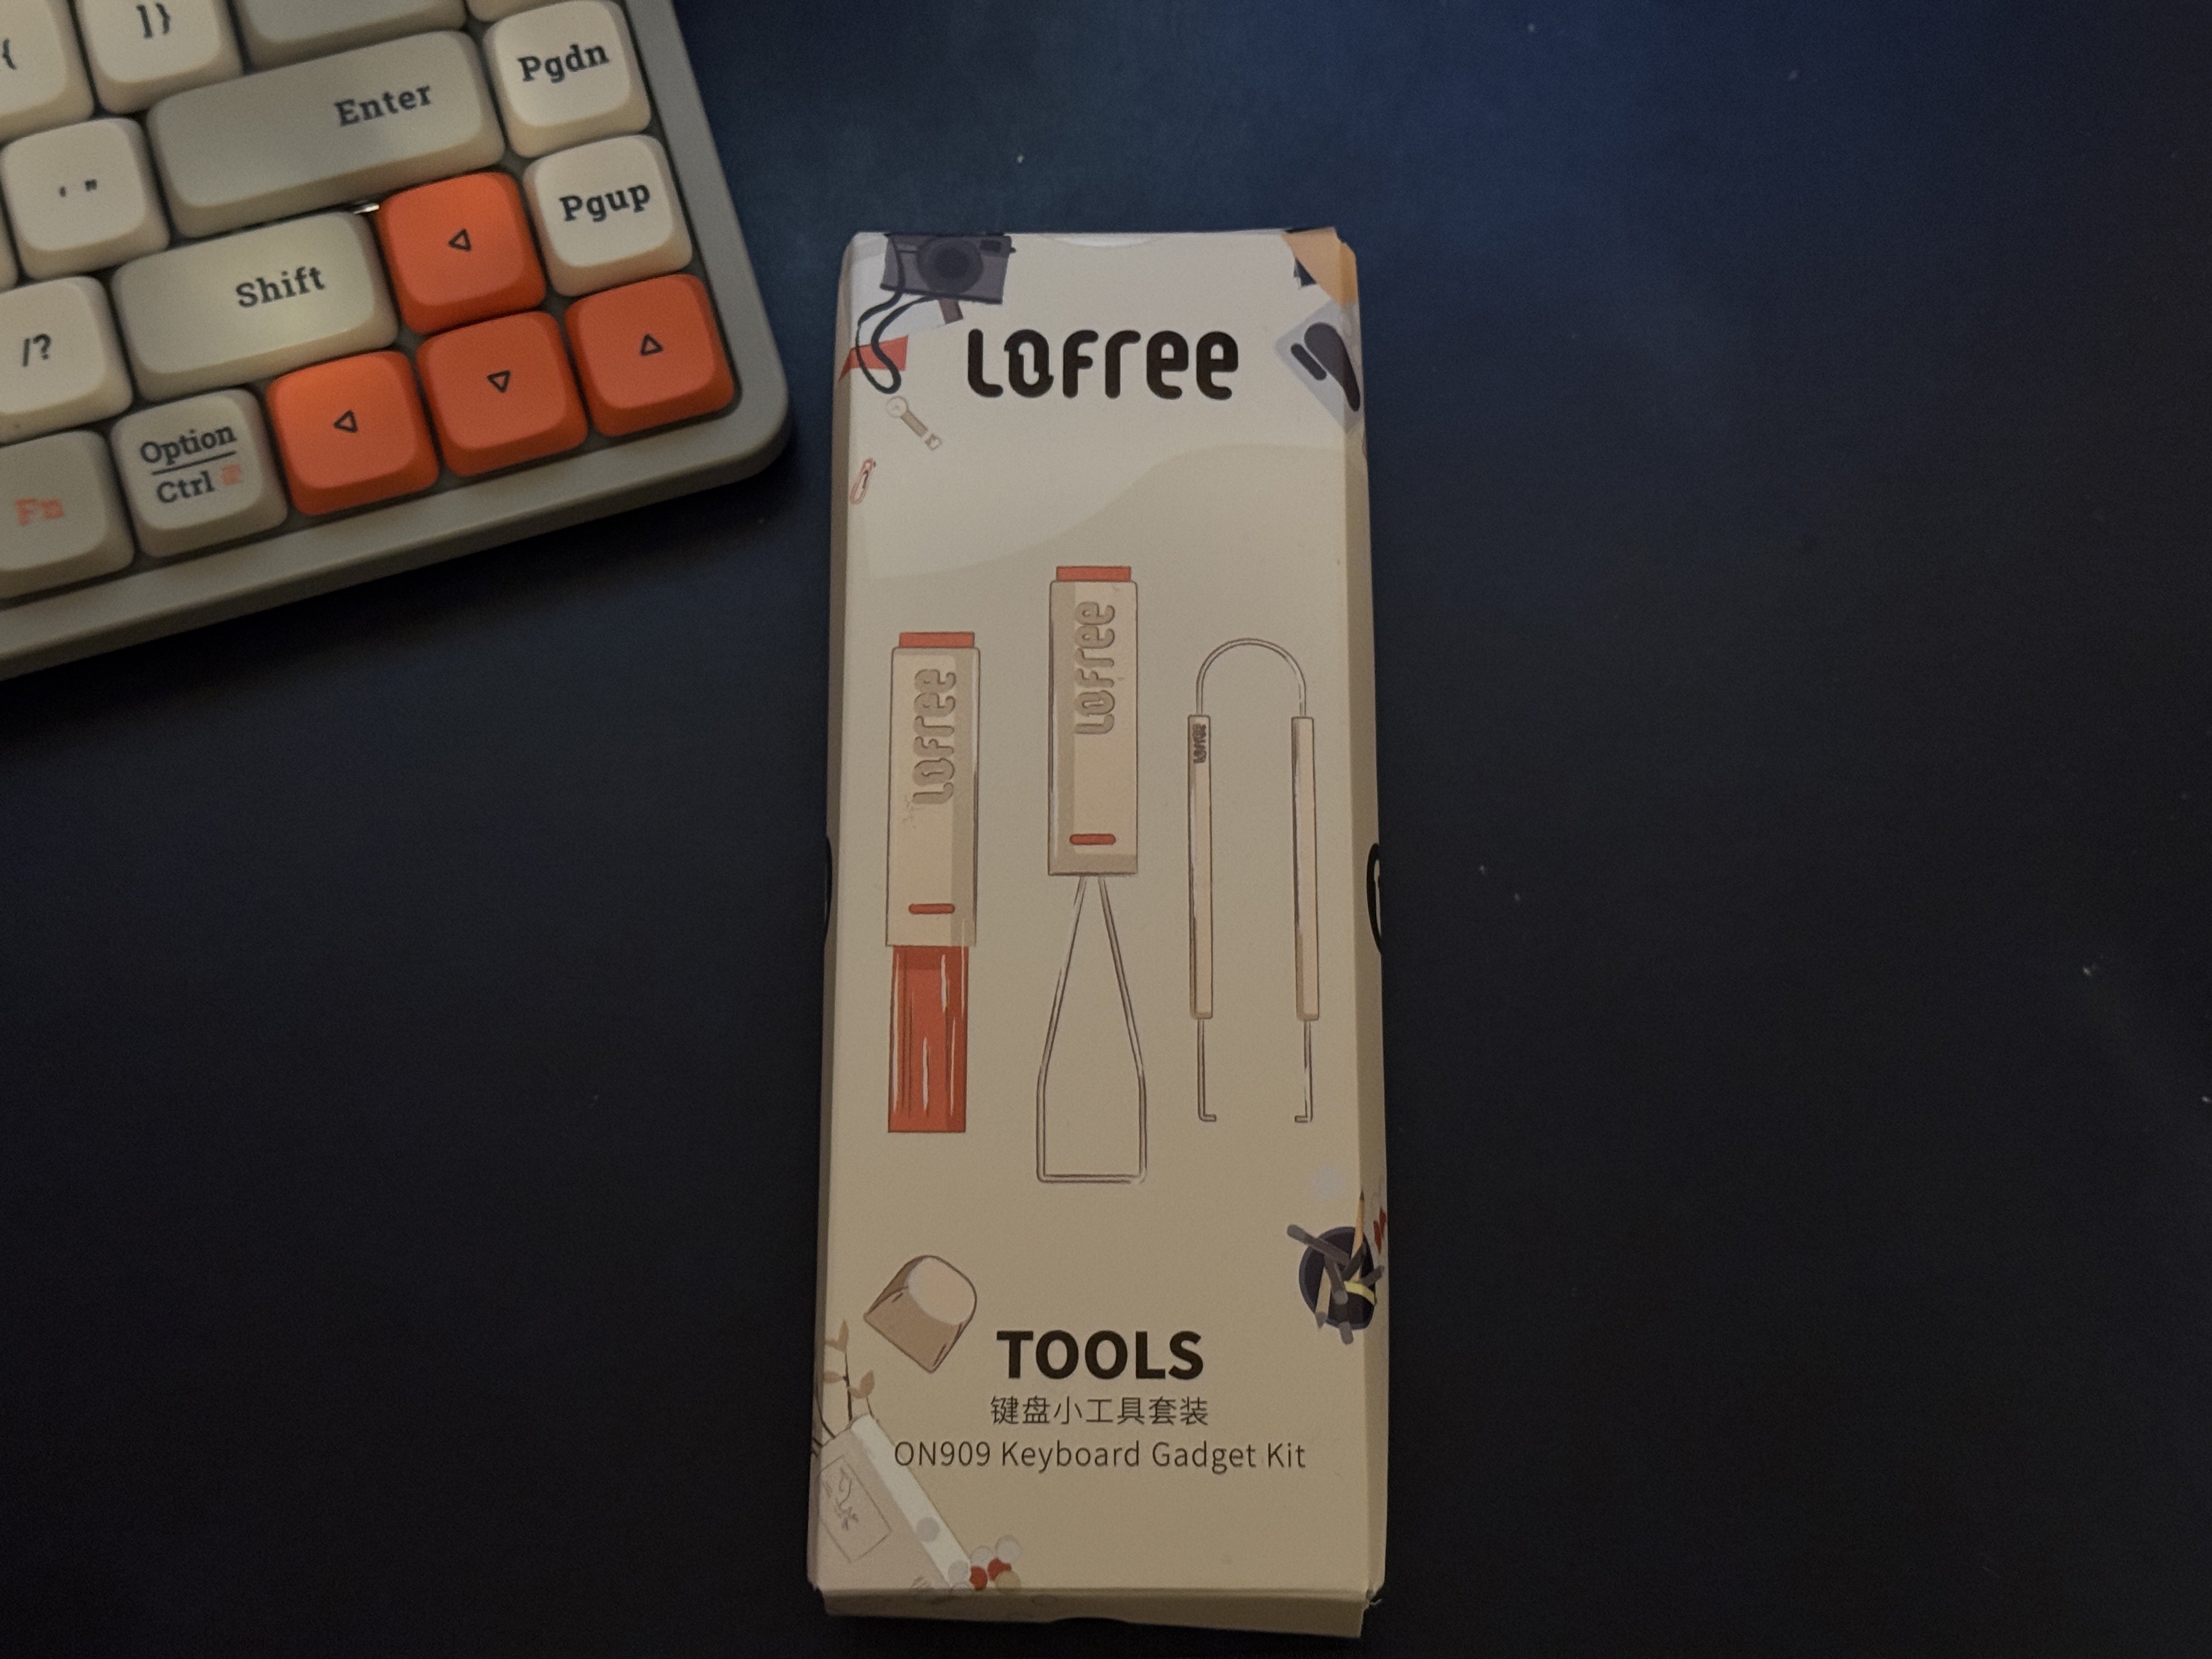 {
] }
Enter
Pgdn
' "
Pgup
Shift
/?
Option
Ctrl
Fn
LOFREE
LOFREE
LOFREE
LOFREE
TOOLS
键盘小工具套装
ON909 Keyboard Gadget Kit